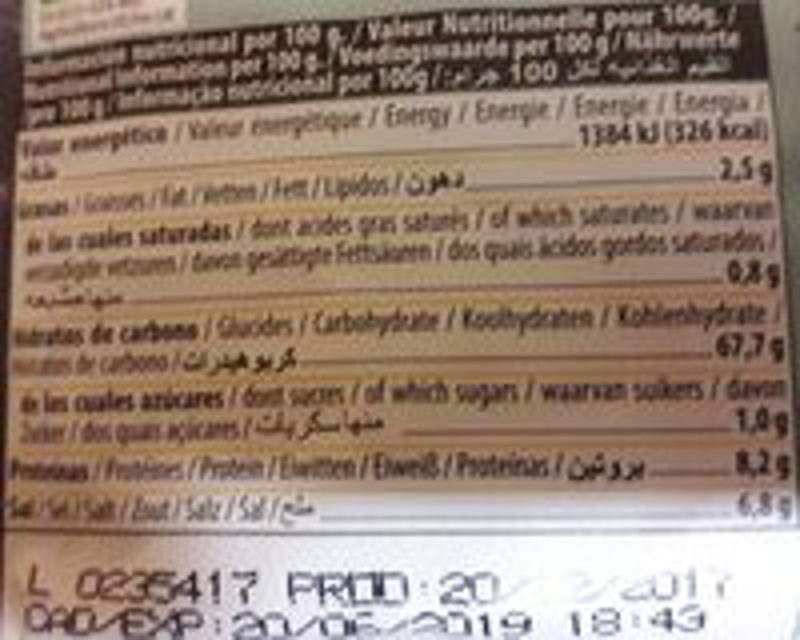 Información nutricional por 100 g. / Valeur Nutritionnelle pour 100g. /
Nutritional information per 100 g / Voedingswaarde per 100 g / Nährwerte
per 100 g / Informação nutricional por 100g / 100
Valor energético / Valeur énergétique / Energy / Energie / Energie / Energia /
1384 kJ (326 kcal)
Grasas / Graisses / Fat / Vetten / Fett / Lípidos / دهون 2,5 g
de las cuales saturadas / dont acides gras saturés / of which saturates / waarvan
verzadigde vetzuren / davon gesättigte Fettsäuren / dos quais ácidos gordos saturados /
0,8 g
Hidratos de carbono / Glucides / Carbohydrate / Koolhydraten / Kohlenhydrate /
Hidratos de carbono / كربوهيدرات 67,7 g
de los cuales azúcares / dont sucres / of which sugars / waarvan suikers / davon
Zucker / dos quais açúcares / منها سكريات 1,0 g
Proteínas / Protéines / Protein / Eiwitten / Eiweiß / Proteínas / بروتين 8,2 g
Sal / Sel / Salt / Zout / Salz / Sal / ملح 6,8 g
L 0235417 PROD: 20 2017
CAD/EXP: 20/06/2019 18:43